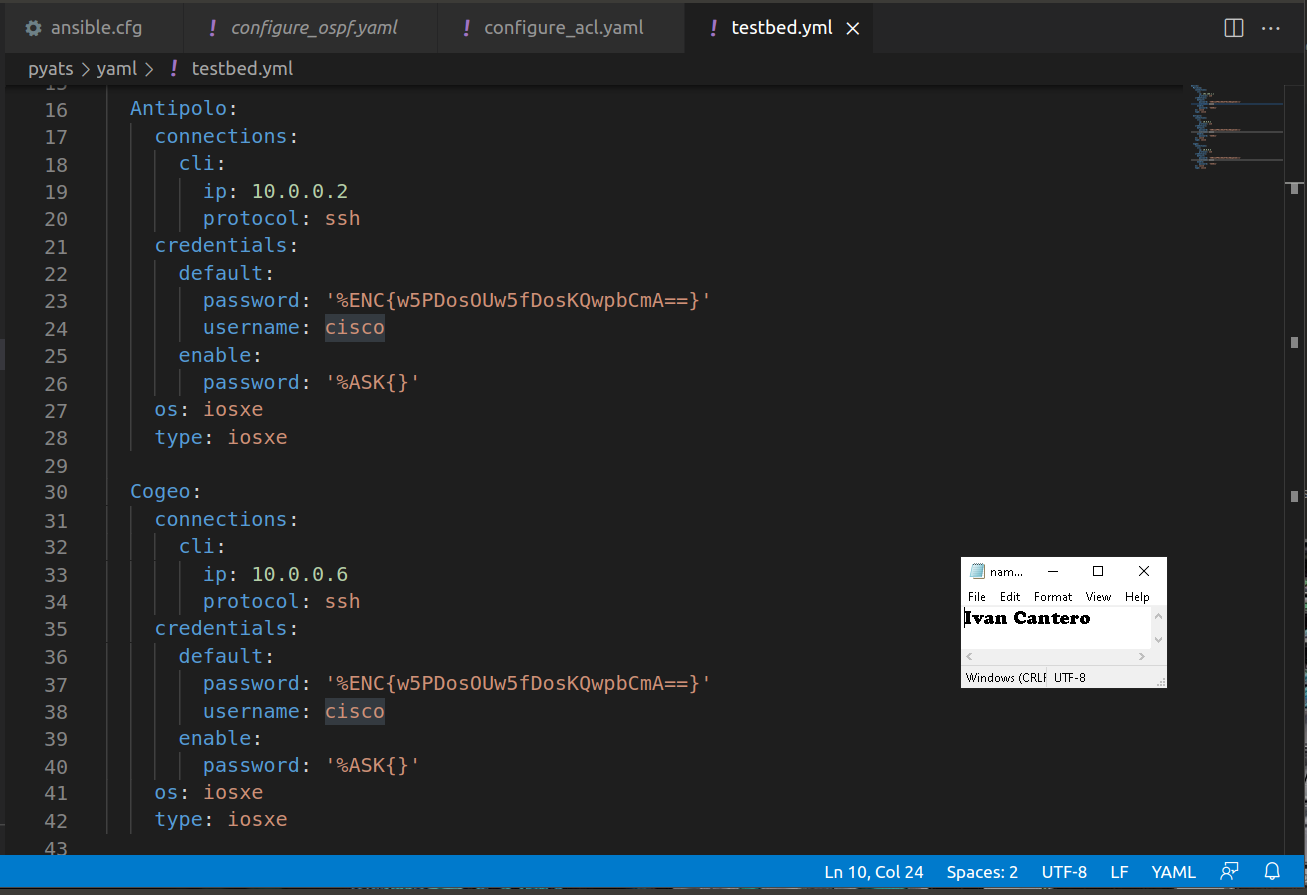 ansible.cfg
configure_ospf.yaml
configure_acl.yaml
testbed.yml
pyats > yaml > ! testbed.yml
15
16 Antipolo:
17 connections:
18 cli:
19 ip: 10.0.0.2
20 protocol: ssh
21 credentials:
22 default:
23 password: '%ENC{w5PDosOUw5fDosKQwpbCmA==}'
24 username: cisco
25 enable:
26 password: '%ASK{}'
27 os: iosxe
28 type: iosxe
29
30 Cogeo:
31 connections:
32 cli:
33 ip: 10.0.0.6
34 protocol: ssh
35 credentials:
36 default:
37 password: '%ENC{w5PDosOUw5fDosKQwpbCmA==}'
38 username: cisco
39 enable:
40 password: '%ASK{}'
41 os: iosxe
42 type: iosxe
43
nam...
File Edit Format View Help
Ivan Cantero
Windows (CRLF UTF-8
Ln 10, Col 24 Spaces: 2 UTF-8 LF YAML